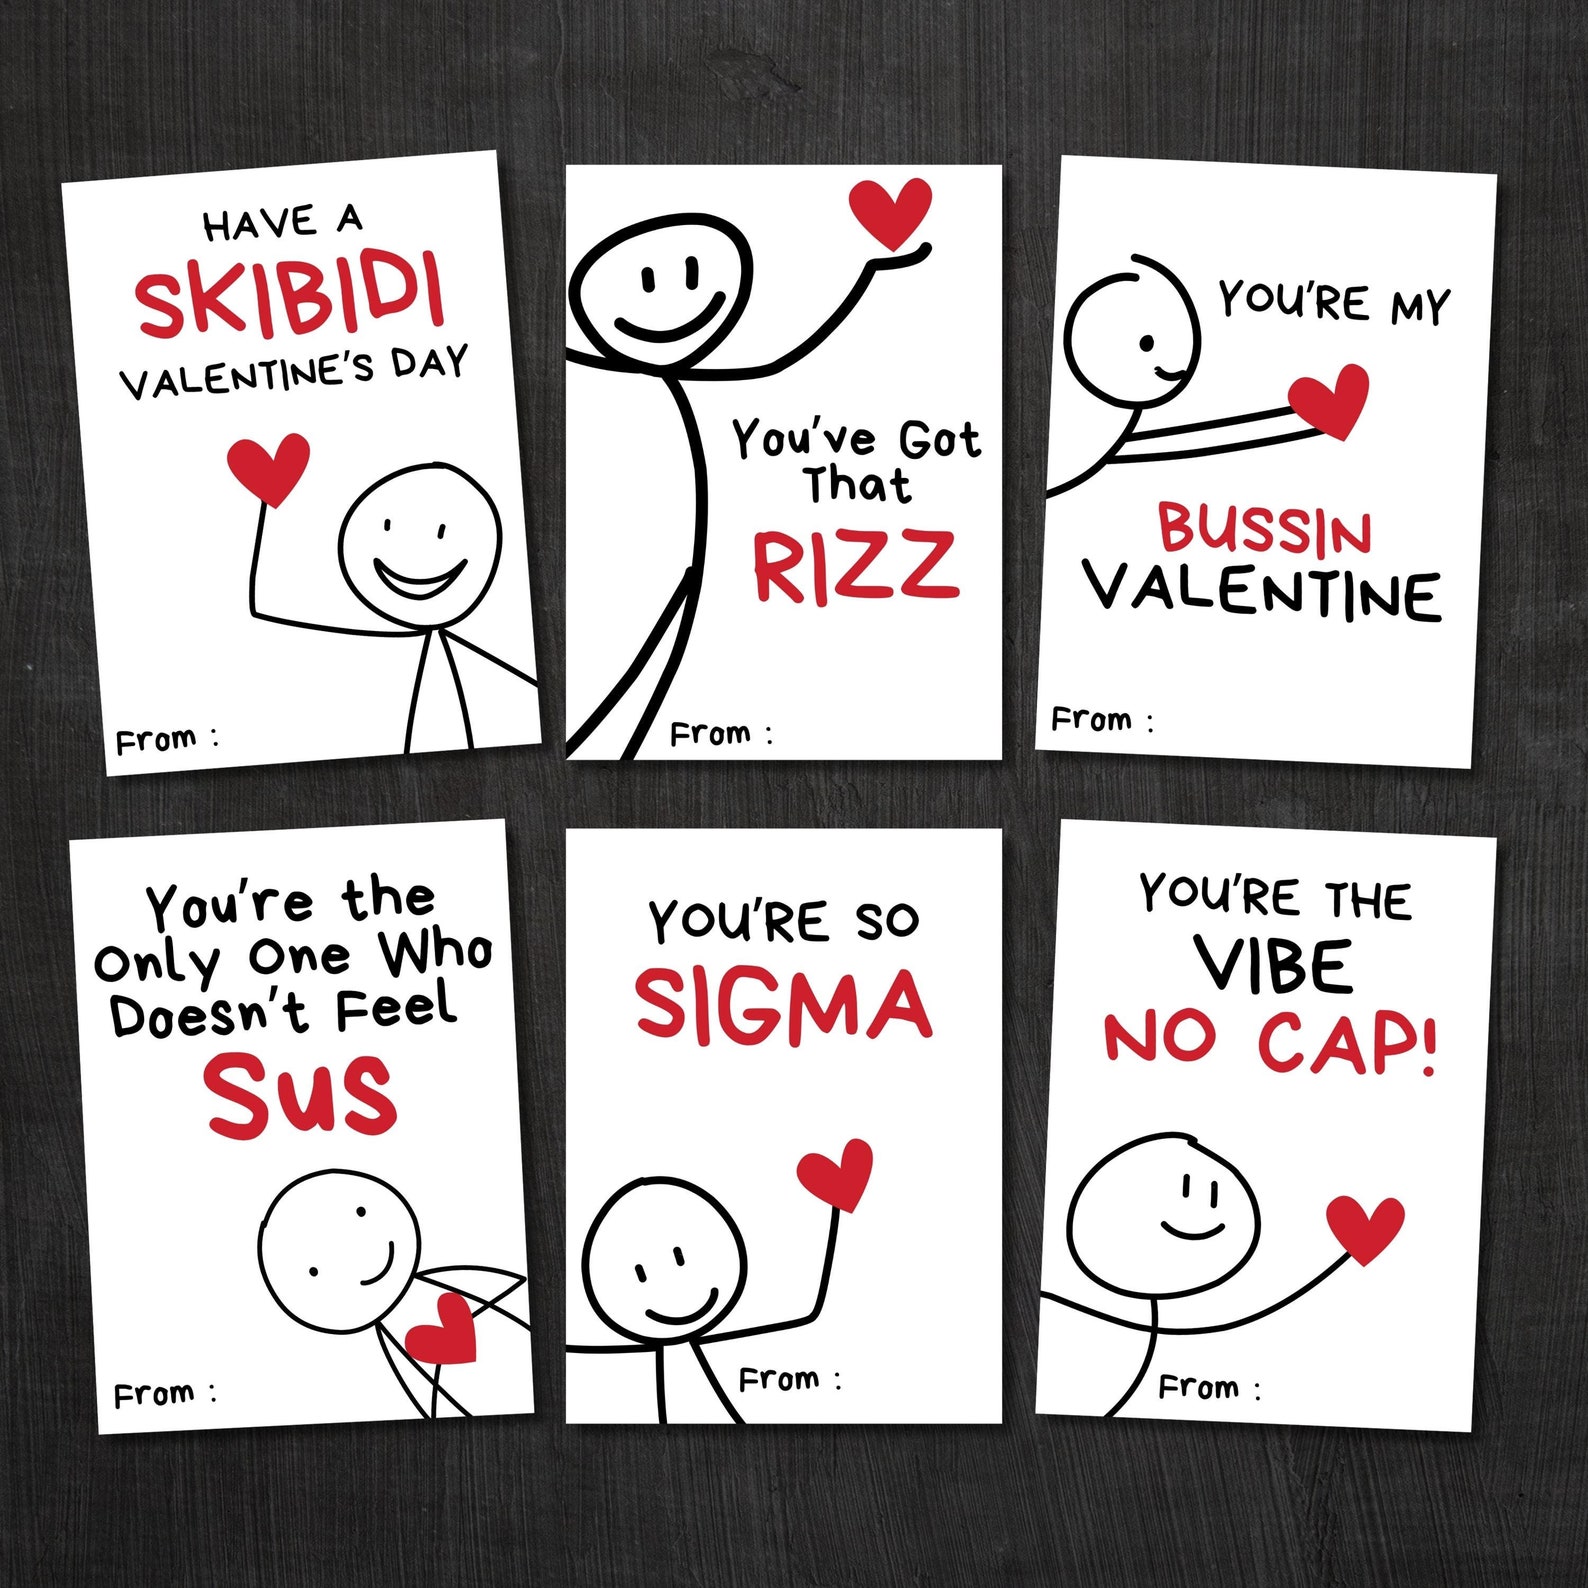 HAVE A
SKIBIDI
VALENTINE'S DAY
From :
You've Got
That
RIZZ
From :
YOU'RE MY
BUSSIN
VALENTINE
From :
You're the
Only One Who
Doesn't Feel
Sus
From :
YOU'RE SO
SIGMA
From :
YOU'RE THE
VIBE
NO CAP!
From :